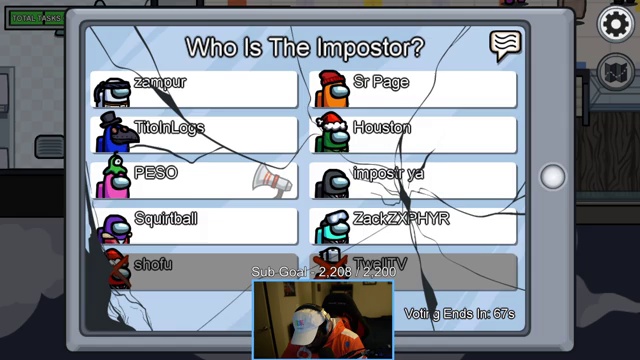 TOTAL TASKS
Who Is The Impostor?
zampur
Sr Page
TitoInLogs
Houston
PESO
impostr ya
Squirtball
ZackZXPHYR
shofu
TwellTV
Sub-Goal - 2,208 / 2,200
Voting Ends In: 67s